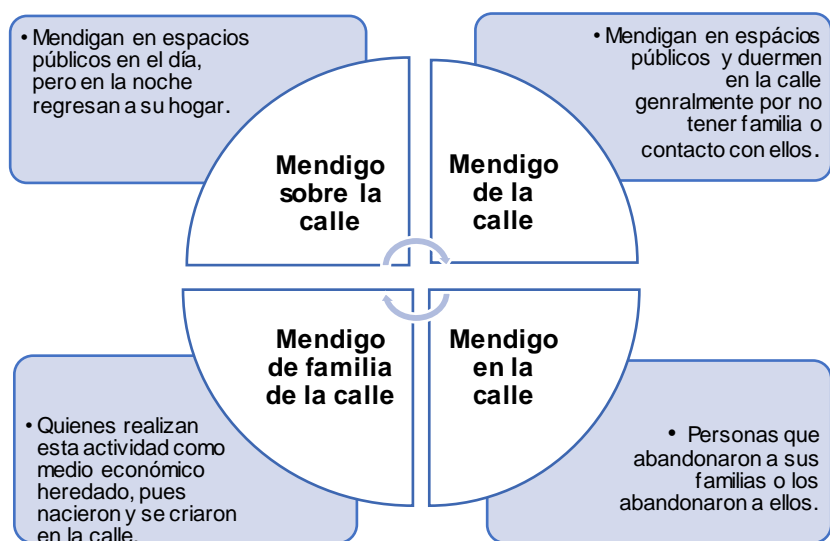 • Mendigan en espacios
públicos en el día,
pero en la noche
regresan a su hogar.
• Mendigan en espácios
públicos y duermen
en la calle
genralmente por no
tener familia o
contacto con ellos.
Mendigo
sobre la
calle
Mendigo
de la
calle
Mendigo
de familia
de la calle
Mendigo
en la
calle
• Quienes realizan
esta actividad como
medio económico
heredado, pues
nacieron y se criaron
en la calle.
• Personas que
abandonaron a sus
familias o los
abandonaron a ellos.